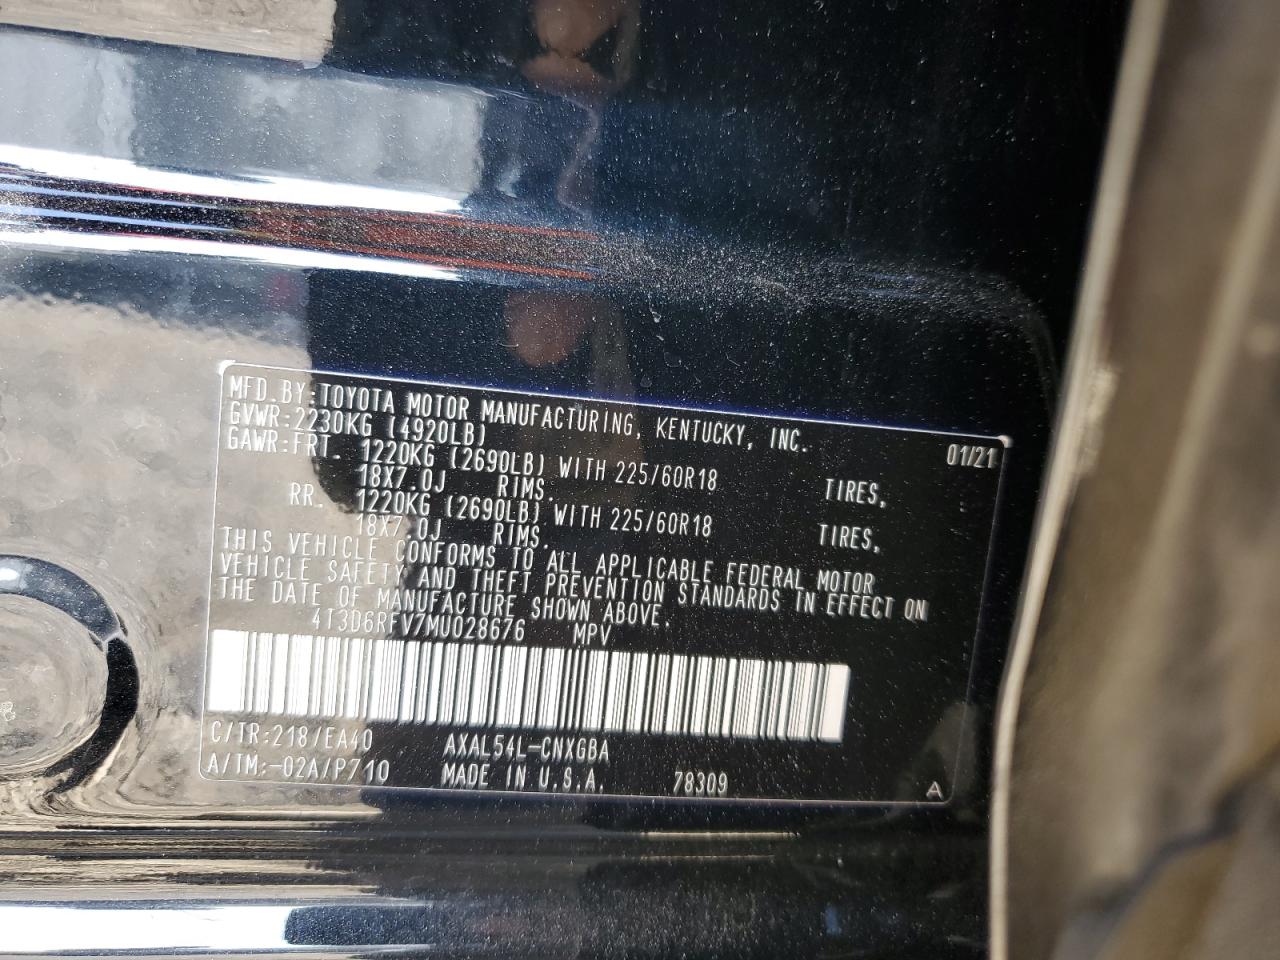 MFD.BY:TOYOTA MOTOR MANUFACTURING, KENTUCKY, INC. 01/21
GVWR:2230KG (4920LB)
GAWR:FRT. 1220KG (2690LB) WITH 225/60R18 TIRES,
18X7.0J RIMS.
RR. 1220KG (2690LB) WITH 225/60R18 TIRES,
18X7.0J RIMS.
THIS VEHICLE CONFORMS TO ALL APPLICABLE FEDERAL MOTOR
VEHICLE SAFETY AND THEFT PREVENTION STANDARDS IN EFFECT ON
THE DATE OF MANUFACTURE SHOWN ABOVE.
4T3D6RFV7MU028676 MPV
C/TR:218/EA40 AXAL54L-CNXGBA
A/TM:-02A/P710 MADE IN U.S.A. 78309 A